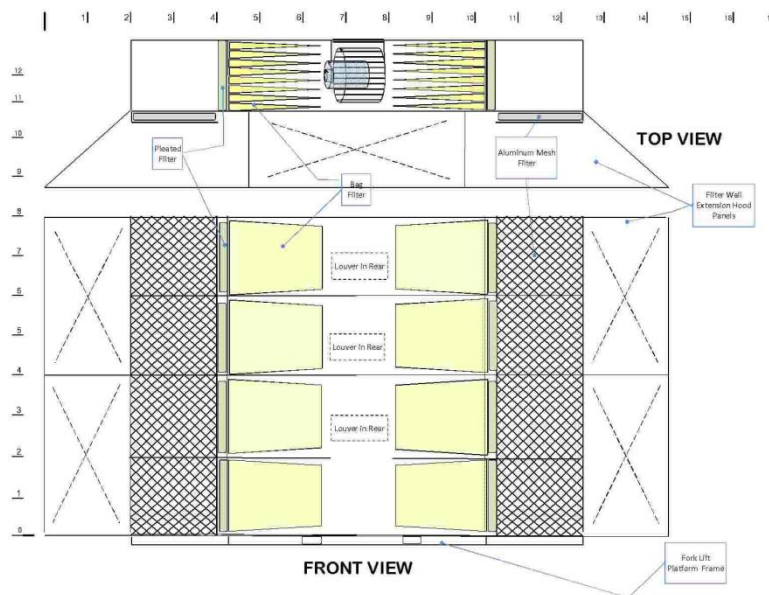 1 2 3 4 5 6 7 8 9 10 11 12 13 14 15 16
12
11
10
9
8
7
6
5
4
3
2
1
0
TOP VIEW
Pleated
Filter
Bag
Filter
Aluminum Mesh
Filter
Filter Wall
Extension Hood
Panels
Louver In Rear
Louver In Rear
Louver In Rear
FRONT VIEW
Fork Lift
Platform Frame